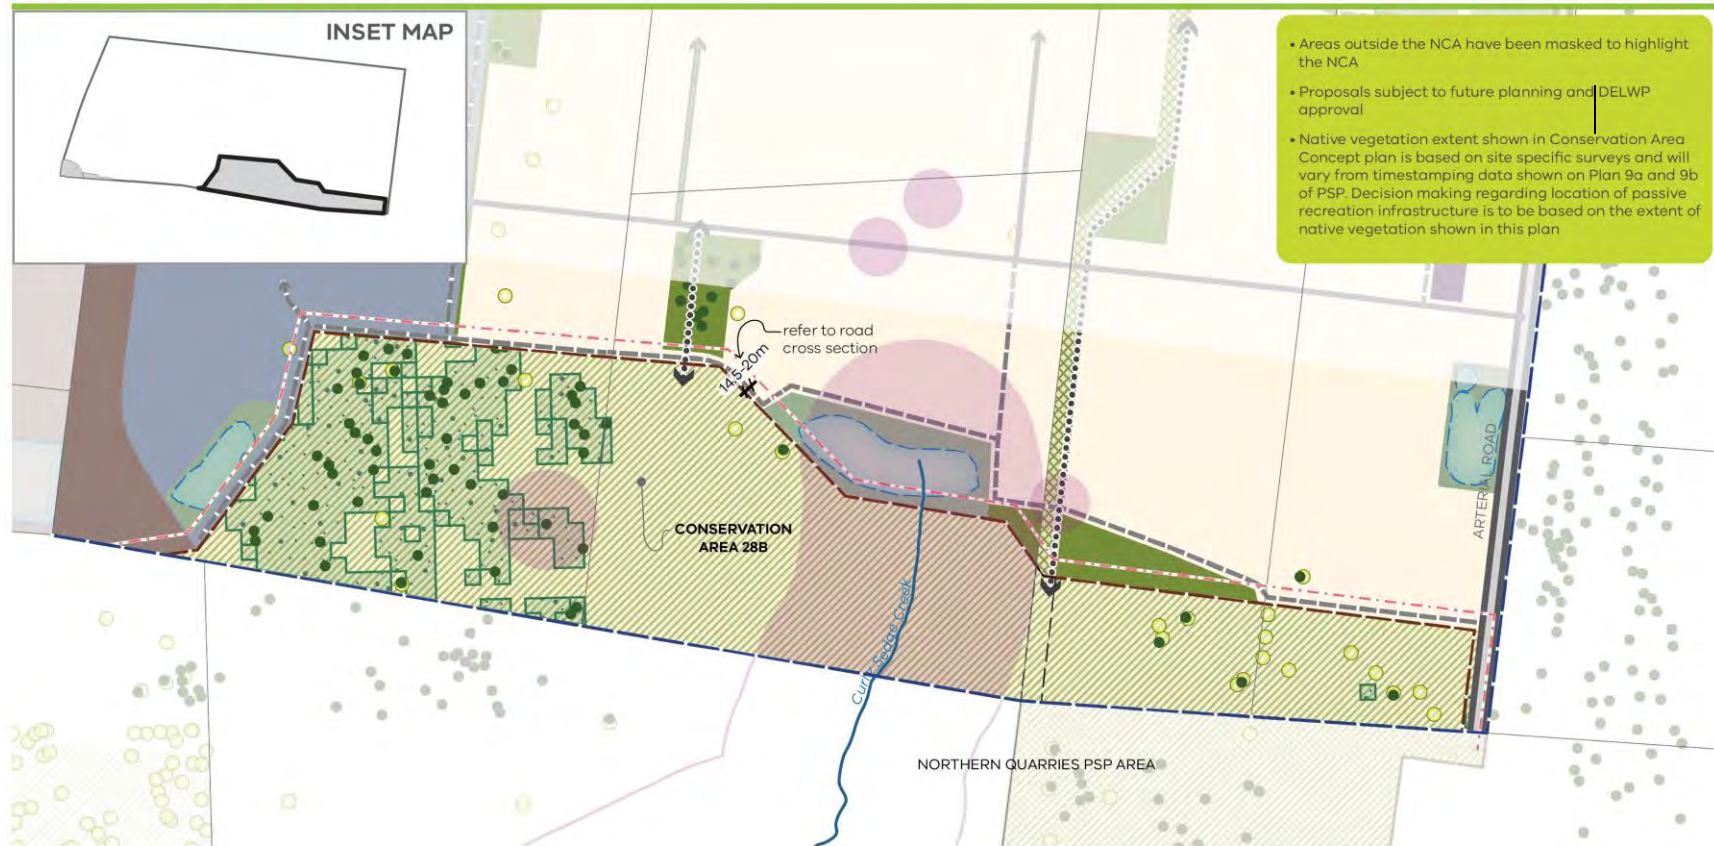 INSET MAP
• Areas outside the NCA have been masked to highlight
the NCA
• Proposals subject to future planning and DELWP
approval
• Native vegetation extent shown in Conservation Area
Concept plan is based on site specific surveys and will
vary from timestamping data shown on Plan 9a and 9b
of PSP. Decision making regarding location of passive
recreation infrastructure is to be based on the extent of
native vegetation shown in this plan
refer to road
cross section
14.5-20m
ARTERIAL ROAD
CONSERVATION
AREA 28B
Curly Sedge Creek
NORTHERN QUARRIES PSP AREA